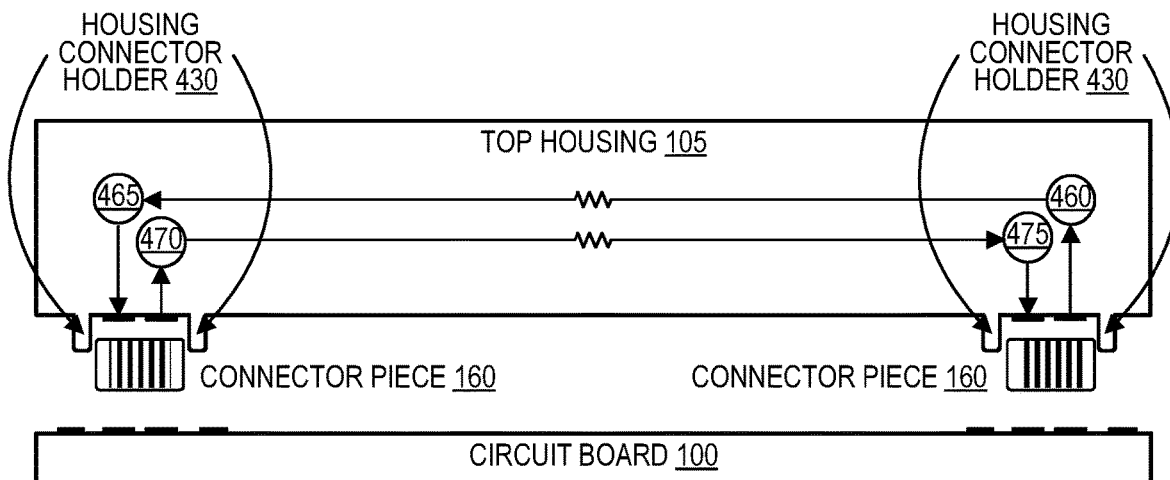 HOUSING
CONNECTOR
HOLDER 430
HOUSING
CONNECTOR
HOLDER 430
TOP HOUSING 105
465
460
470
475
CONNECTOR PIECE 160
CONNECTOR PIECE 160
CIRCUIT BOARD 100